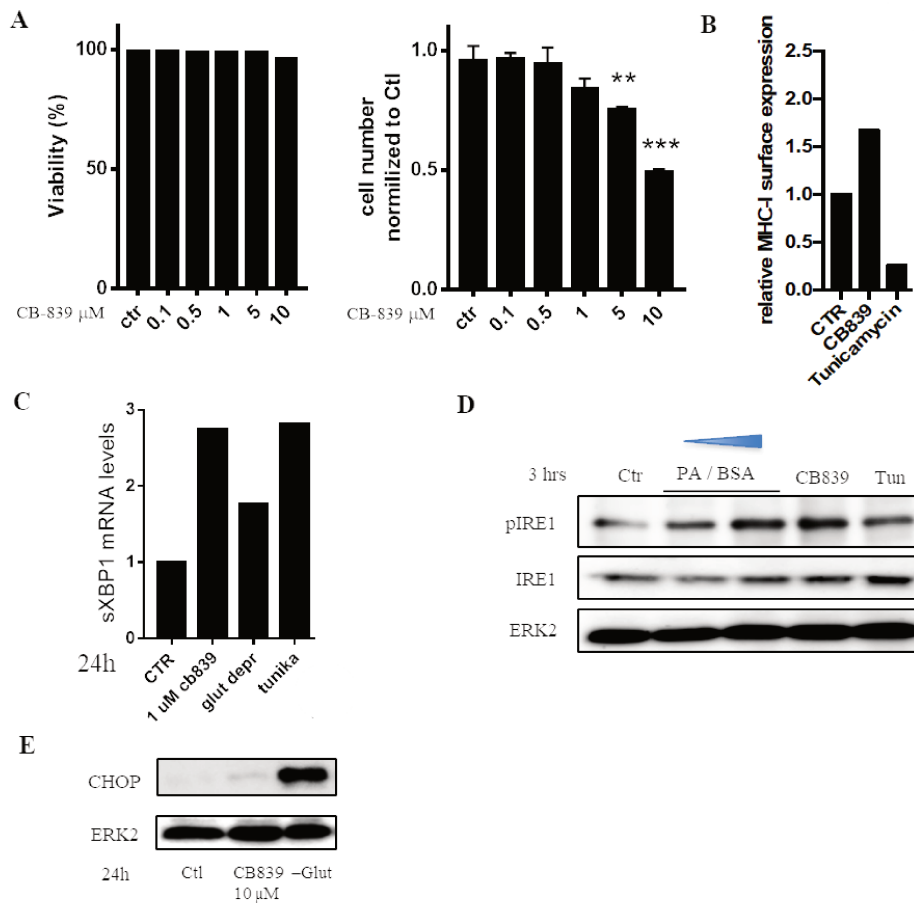 A
Viability (%)
100
50
0
CB-839 µM
ctr 0.1 0.5 1 5 10
cell number
normilized to Ctl
1.0
0.5
0.0
** ***
CB-839 µM
ctr 0.1 0.5 1 5 10
B
relative MHC-I surface expression
2.5
2.0
1.5
1.0
0.5
0.0
CTR
CB839
Tunicamycin
C
sXBP1 mRNA levels
3
2
1
0
24h
CTR
1 uM cb839
glut depr
tunika
D
3 hrs Ctr PA / BSA CB839 Tun
pIRE1
IRE1
ERK2
E
CHOP
ERK2
24h Ctl CB839 –Glut
10 µM